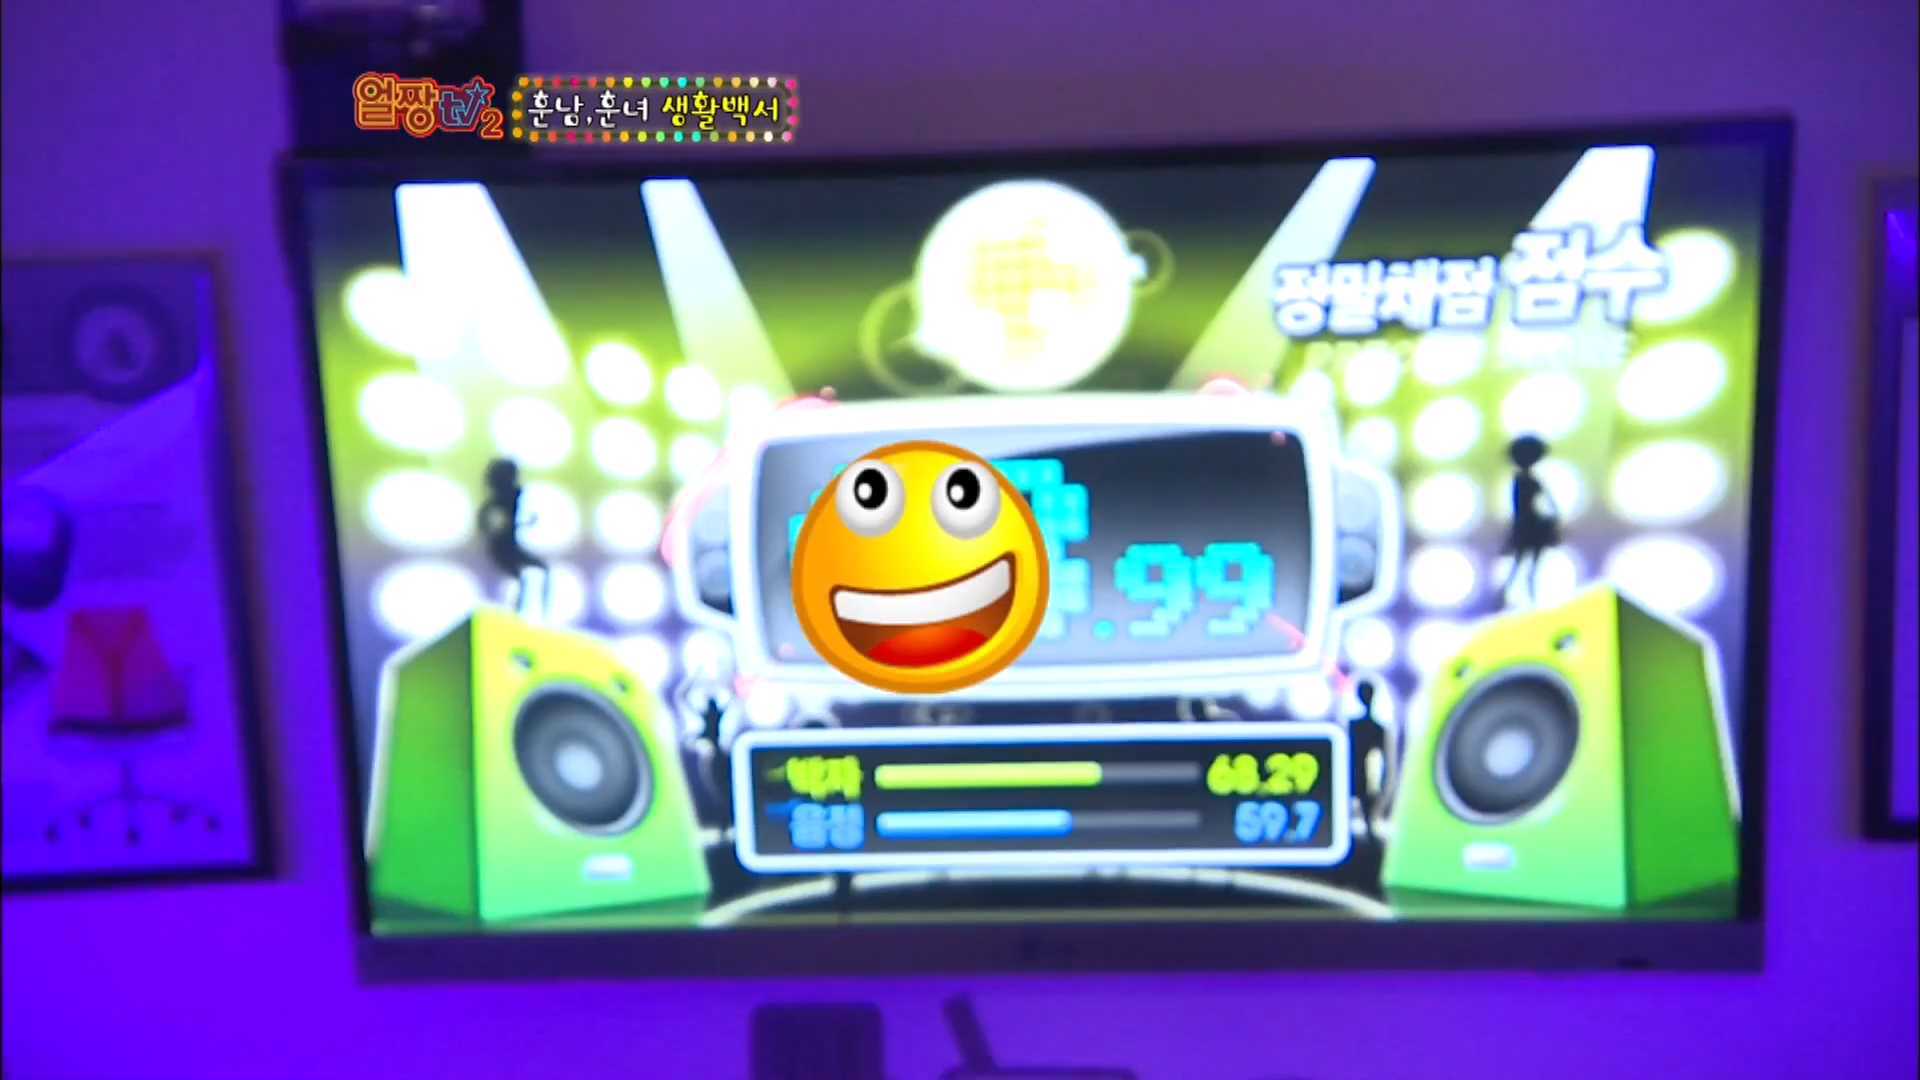 얼짱tv2
훈남,훈녀 생활백서
정밀채점 점수
.99
박자 68.29
음정 59.7